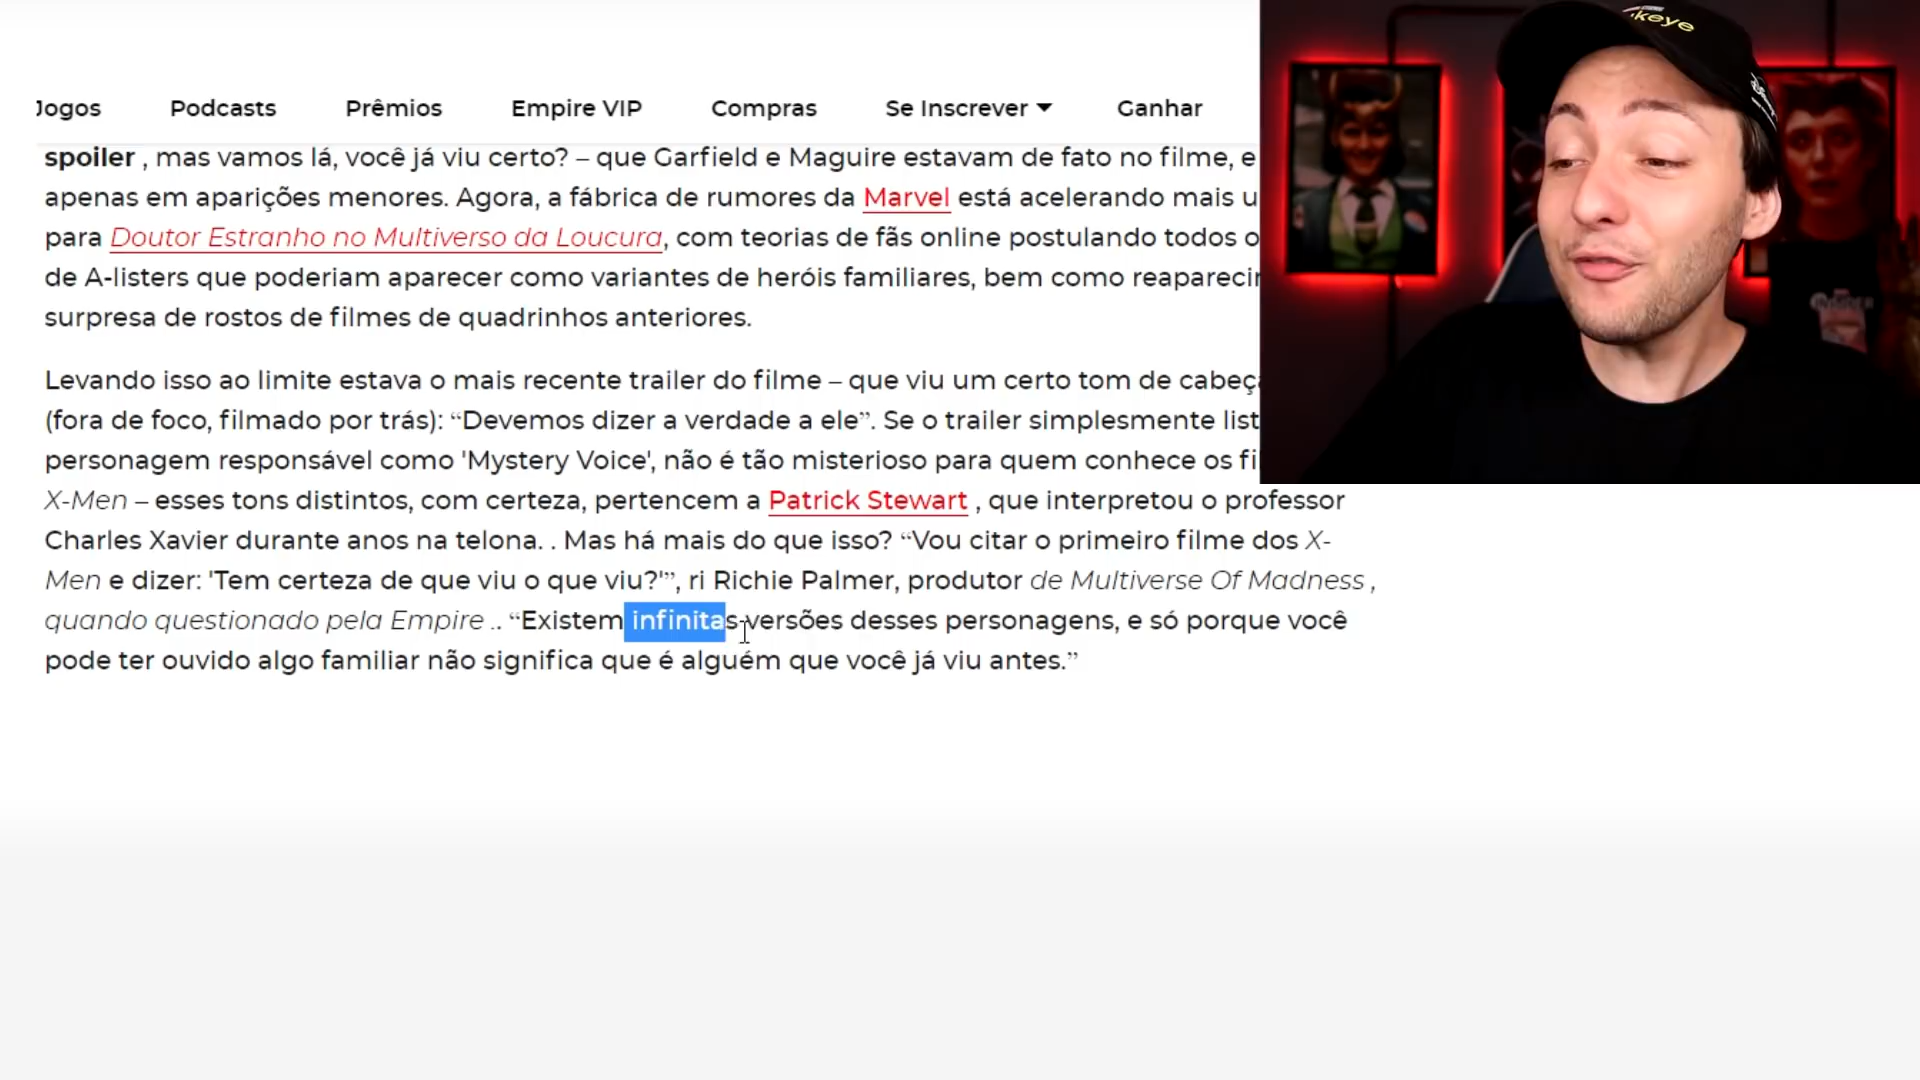 Jogos Podcasts Prêmios Empire VIP Compras Se Inscrever Ganhar
spoiler , mas vamos lá, você já viu certo? – que Garfield e Maguire estavam de fato no filme, e
apenas em aparições menores. Agora, a fábrica de rumores da Marvel está acelerando mais u
para Doutor Estranho no Multiverso da Loucura, com teorias de fãs online postulando todos o
de A-listers que poderiam aparecer como variantes de heróis familiares, bem como reaparecir
surpresa de rostos de filmes de quadrinhos anteriores.
Levando isso ao limite estava o mais recente trailer do filme – que viu um certo tom de cabeça
(fora de foco, filmado por trás): “Devemos dizer a verdade a ele”. Se o trailer simplesmente list
personagem responsável como 'Mystery Voice', não é tão misterioso para quem conhece os fi
X-Men – esses tons distintos, com certeza, pertencem a Patrick Stewart , que interpretou o professor
Charles Xavier durante anos na telona. . Mas há mais do que isso? “Vou citar o primeiro filme dos X-
Men e dizer: 'Tem certeza de que viu o que viu?'”, ri Richie Palmer, produtor de Multiverse Of Madness ,
quando questionado pela Empire .. “Existem infinitas versões desses personagens, e só porque você
pode ter ouvido algo familiar não significa que é alguém que você já viu antes.”